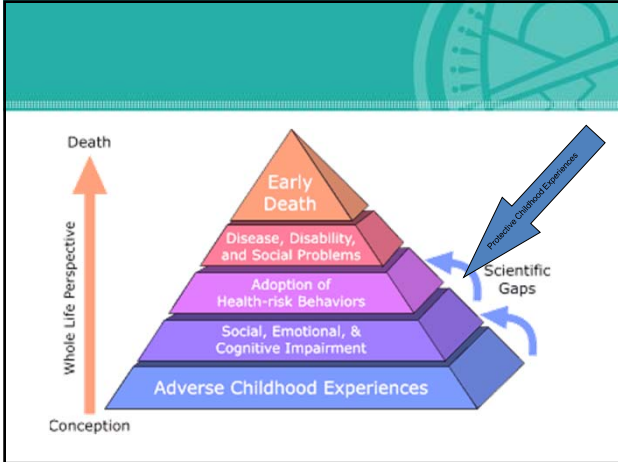 Death
Whole Life Perspective
Conception
Early
Death
Disease, Disability,
and Social Problems
Adoption of
Health-risk Behaviors
Social, Emotional, &
Cognitive Impairment
Adverse Childhood Experiences
Protective Childhood Experiences
Scientific
Gaps